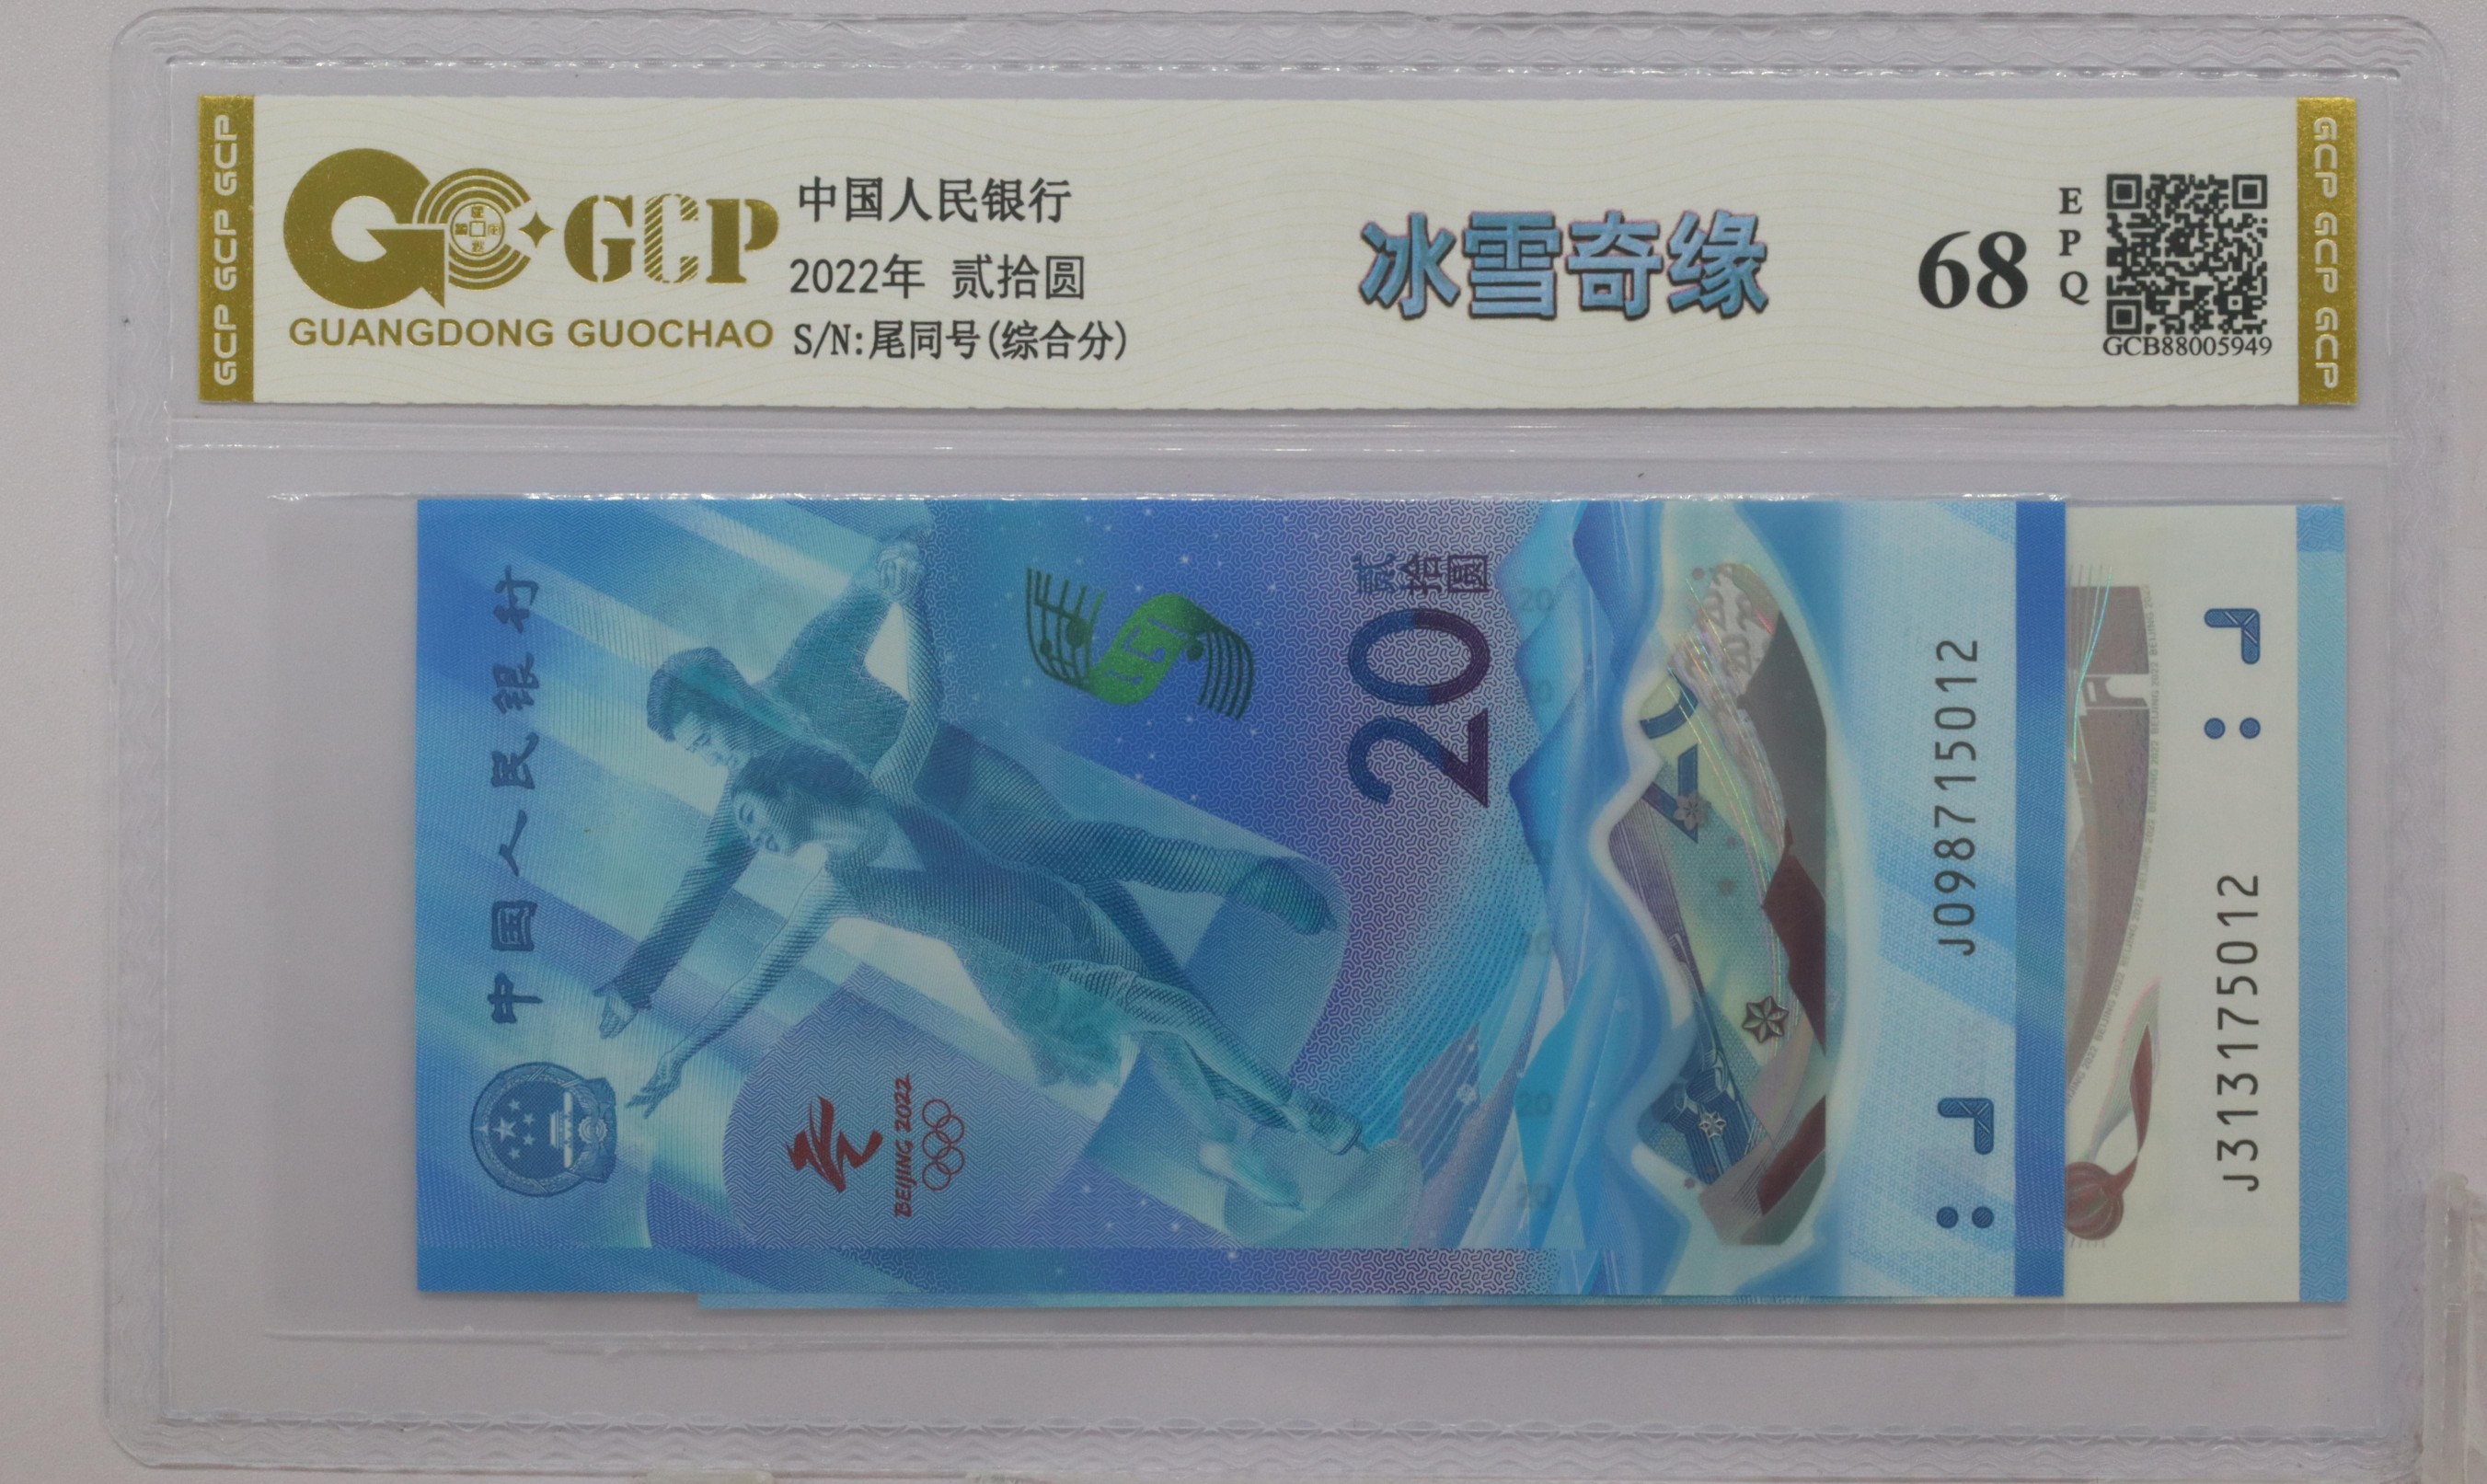 GCP GCP GCP
GCP
GUANGDONG GUOCHAO
中国人民银行
2022年 贰拾圆
S/N:尾同号(综合分)
冰雪奇缘
68
EPQ
GCB88005949
GCP GCP GCP
中国人民银行
BEIJING 2022
贰拾圆
20
J098715012
J313175012